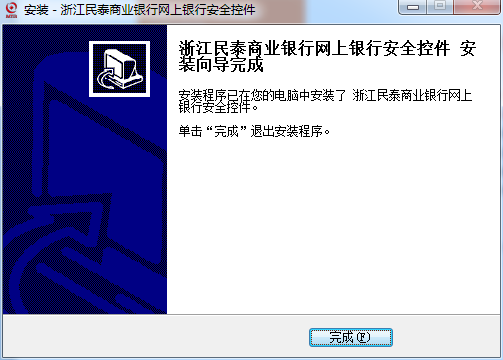 安装 - 浙江民泰商业银行网上银行安全控件
浙江民泰商业银行网上银行安全控件 安
装向导完成
安装程序已在您的电脑中安装了 浙江民泰商业银行网上
银行安全控件。
单击“完成”退出安装程序。
完成(F)